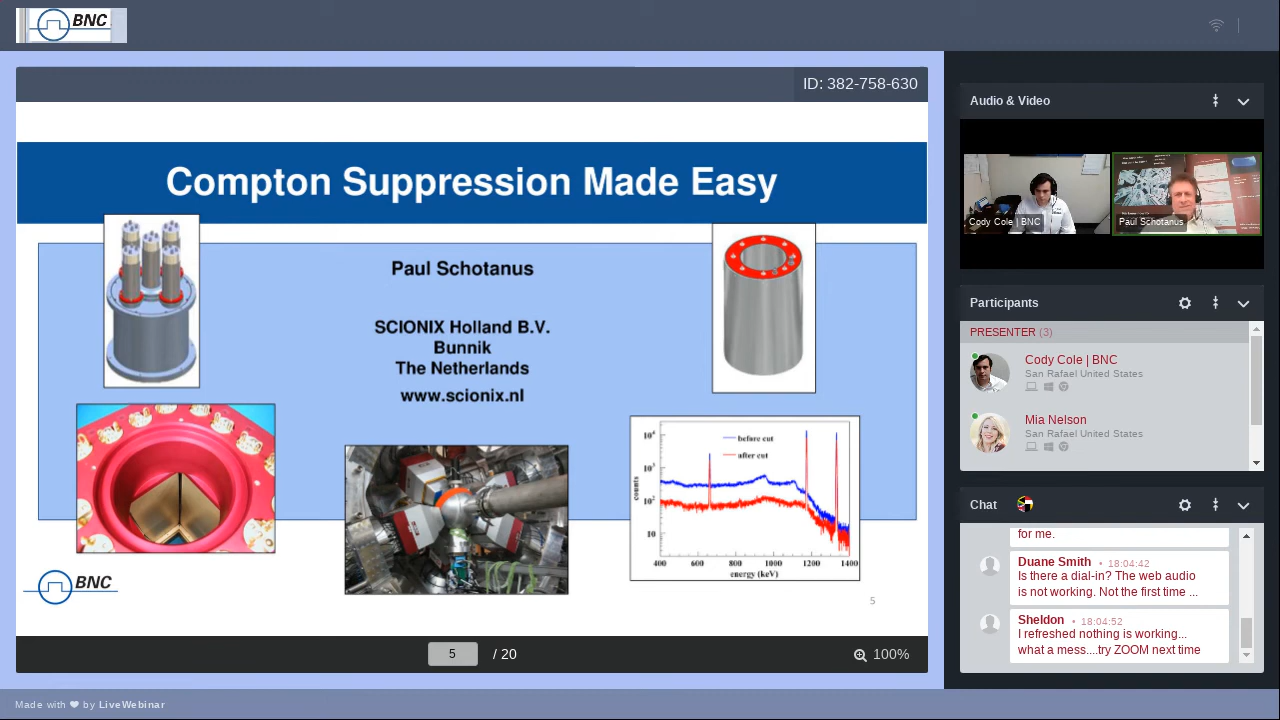 BNC
ID: 382-758-630
Compton Suppression Made Easy
Paul Schotanus
SCIONIX Holland B.V.
Bunnik
The Netherlands
www.scionix.nl
before cut
after cut
10⁴
10³
10²
10
counts
400 600 800 1000 1200 1400
energy (keV)
BNC
5
5 / 20
100%
Made with ❤ by LiveWebinar
Audio & Video
Cody Cole | BNC
Paul Schotanus
Participants
PRESENTER (3)
Cody Cole | BNC
San Rafael United States
Mia Nelson
San Rafael United States
Chat
for me.
Duane Smith • 18:04:42
Is there a dial-in? The web audio
is not working. Not the first time ...
Sheldon • 18:04:52
I refreshed nothing is working...
what a mess....try ZOOM next time